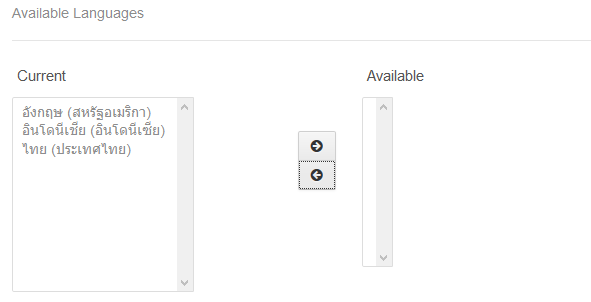 Available Languages
Current
Available
อังกฤษ (สหรัฐอเมริกา)
อินโดนีเซีย (อินโดนีเซีย)
ไทย (ประเทศไทย)